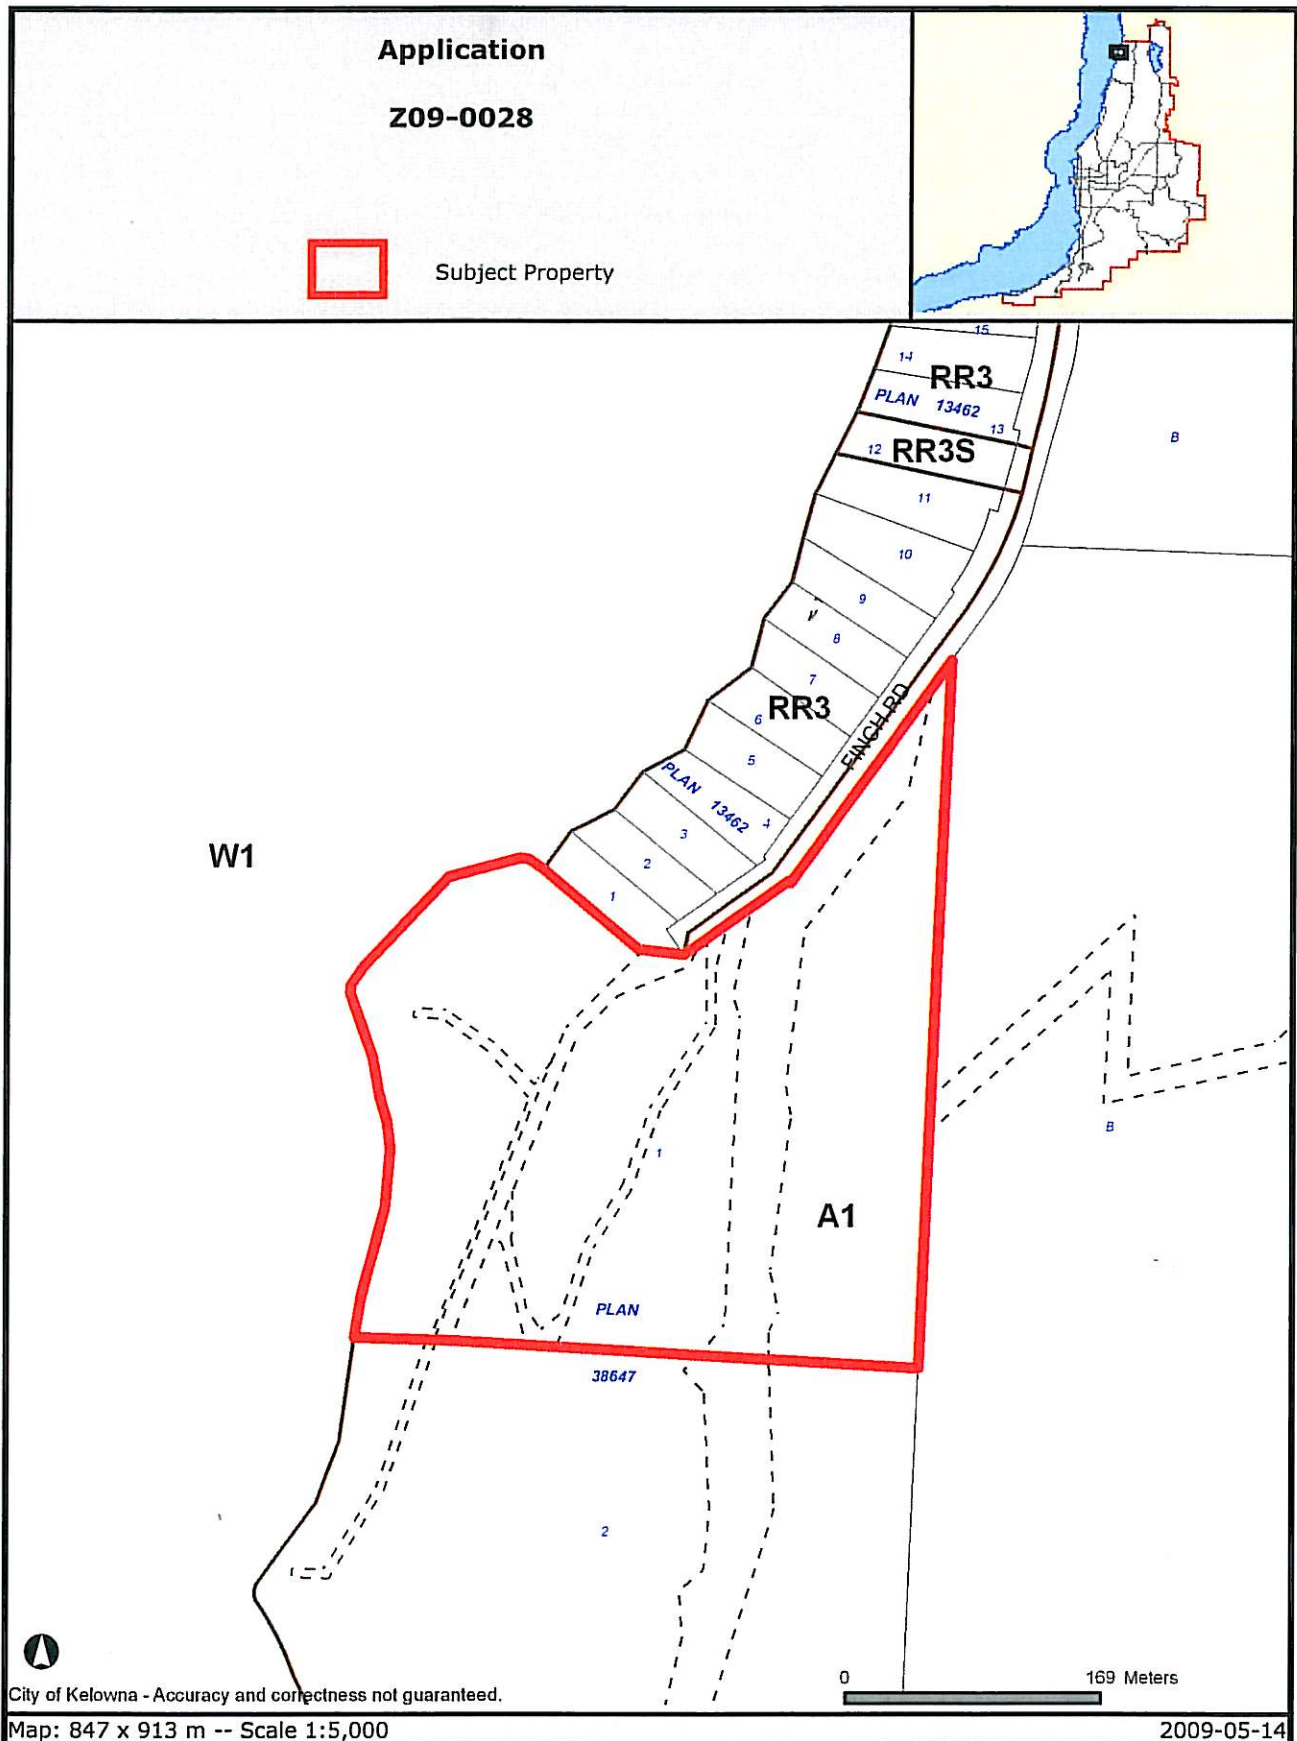 Application
Z09-0028
Subject Property
15
14
RR3
PLAN 13462
13
12
RR3S
11
B
10
9
8
7
6
RR3
FINCH RD
5
PLAN 13462
4
3
2
1
W1
B
1
A1
PLAN
38647
2
0 169 Meters
City of Kelowna - Accuracy and correctness not guaranteed.
Map: 847 x 913 m -- Scale 1:5,000
2009-05-14